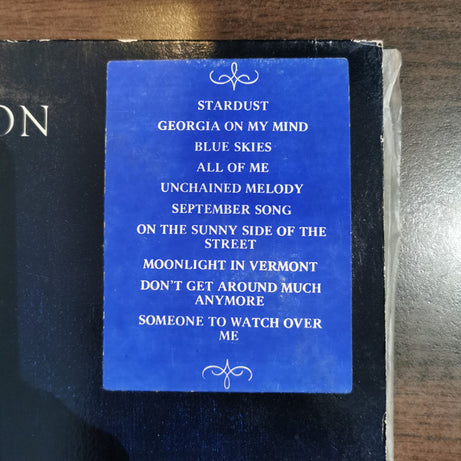 ON
STARDUST
GEORGIA ON MY MIND
BLUE SKIES
ALL OF ME
UNCHAINED MELODY
SEPTEMBER SONG
ON THE SUNNY SIDE OF THE
STREET
MOONLIGHT IN VERMONT
DON'T GET AROUND MUCH
ANYMORE
SOMEONE TO WATCH OVER
ME